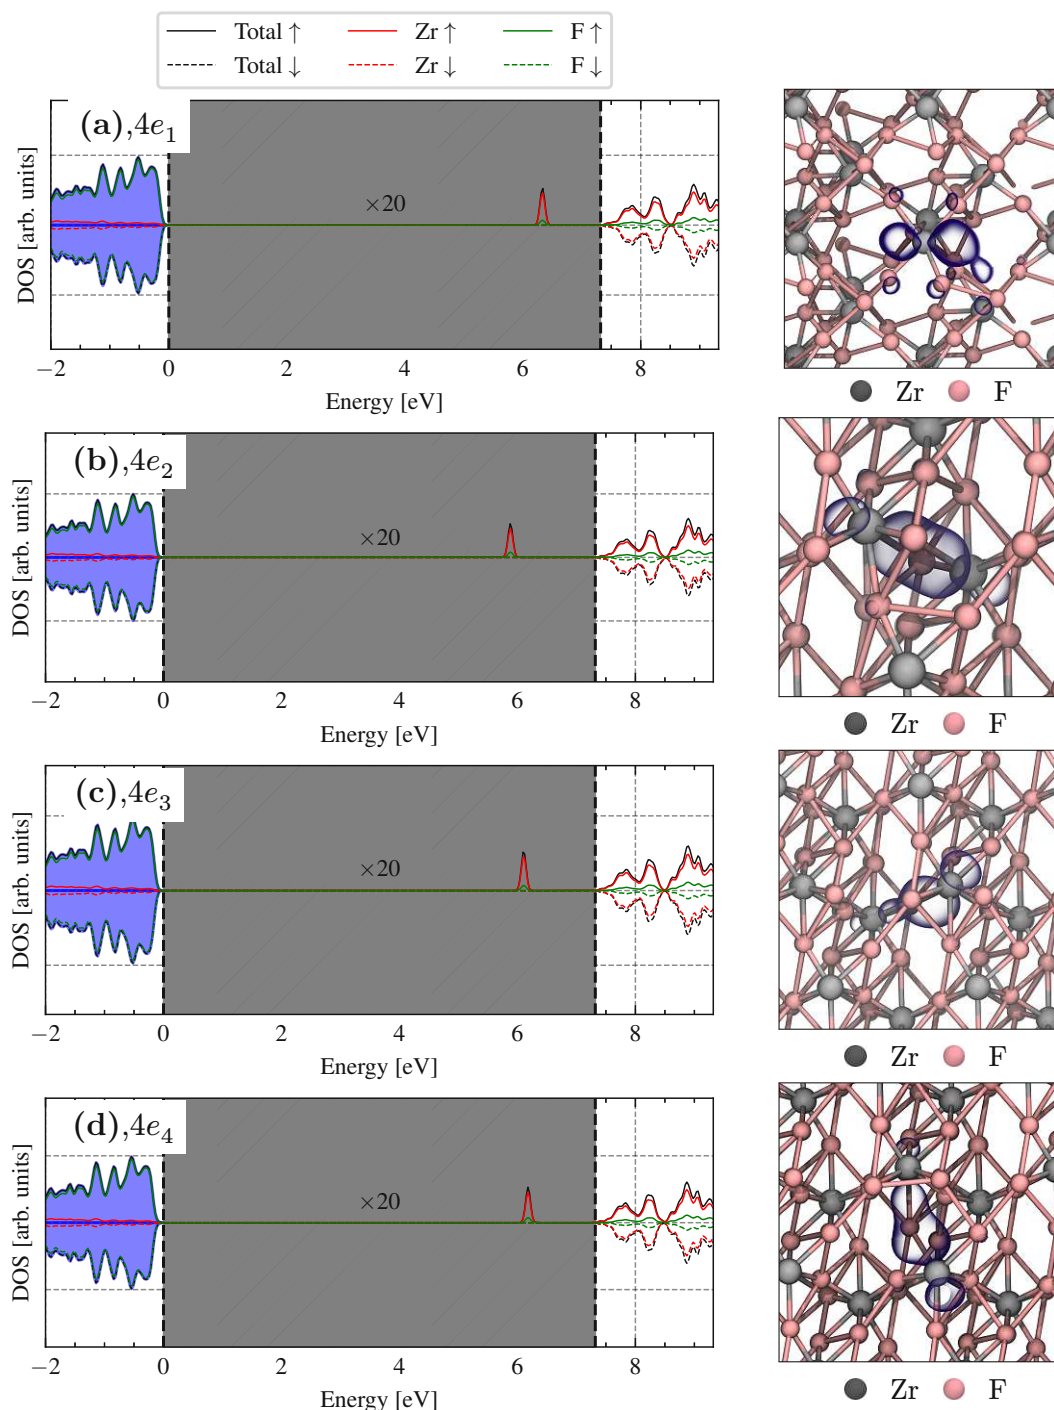 Total ↑ Zr ↑ F ↑
Total ↓ Zr ↓ F ↓
(a),4e₁
DOS [arb. units]
×20
−2 0 2 4 6 8
Energy [eV]
Zr F
(b),4e₂
DOS [arb. units]
×20
−2 0 2 4 6 8
Energy [eV]
Zr F
(c),4e₃
DOS [arb. units]
×20
−2 0 2 4 6 8
Energy [eV]
Zr F
(d),4e₄
DOS [arb. units]
×20
−2 0 2 4 6 8
Energy [eV]
Zr F